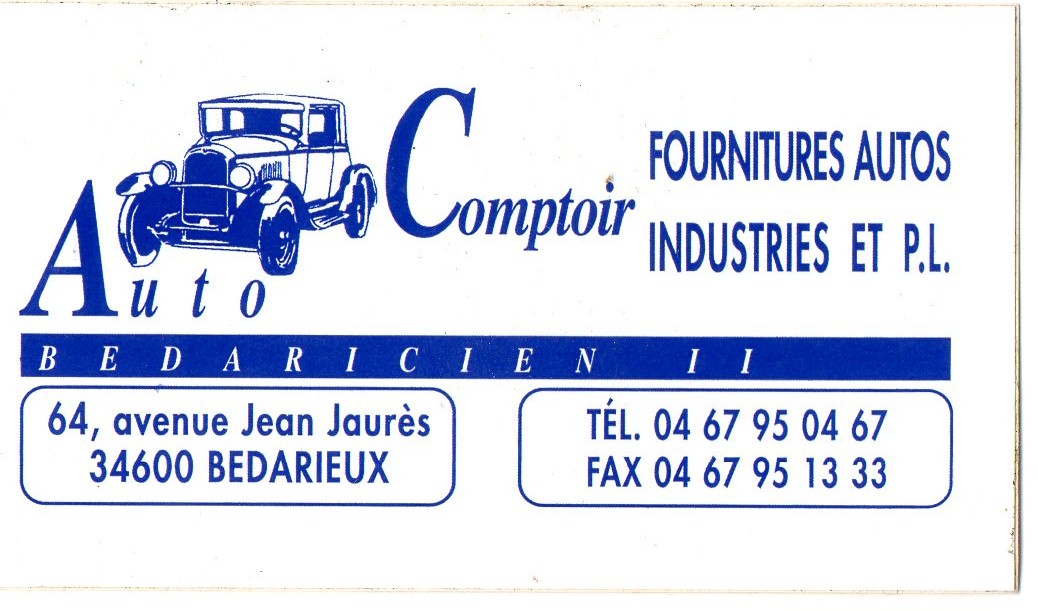 Auto Comptoir
FOURNITURES AUTOS
INDUSTRIES ET P.L.
BEDARICIEN II
64, avenue Jean Jaurès
34600 BEDARIEUX
TÉL. 04 67 95 04 67
FAX 04 67 95 13 33